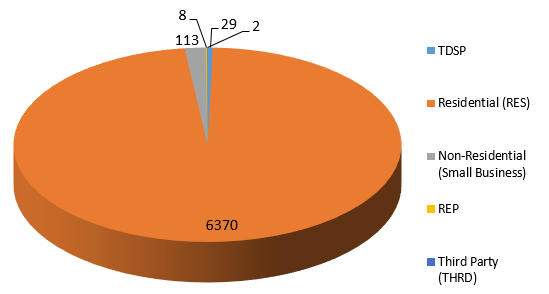 8
29
2
113
6370
TDSP
Residential (RES)
Non-Residential
(Small Business)
REP
Third Party
(THRD)